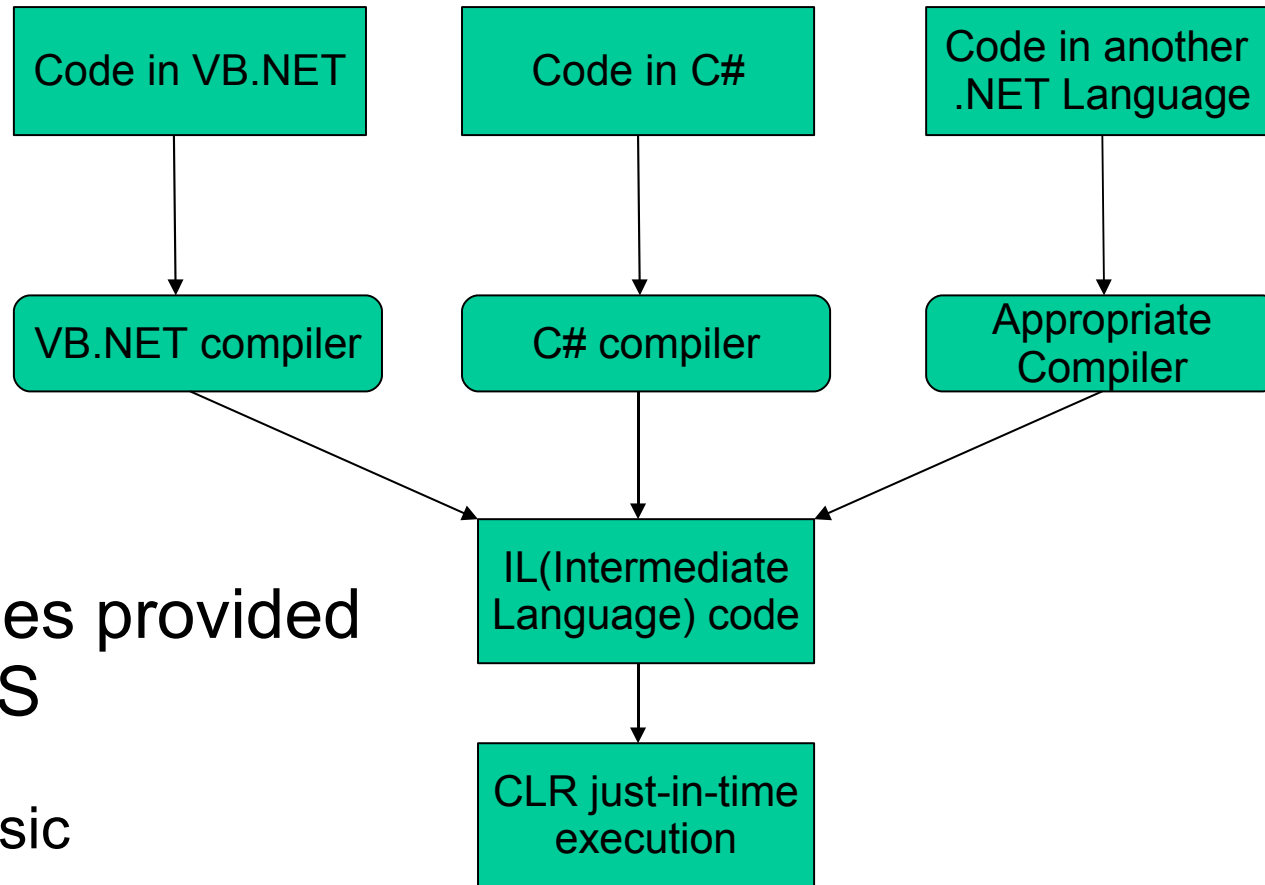 Code in VB.NET
Code in C#
Code in another
.NET Language
VB.NET compiler
C# compiler
Appropriate
Compiler
IL(Intermediate
Language) code
es provided
S
CLR just-in-time
execution
sic